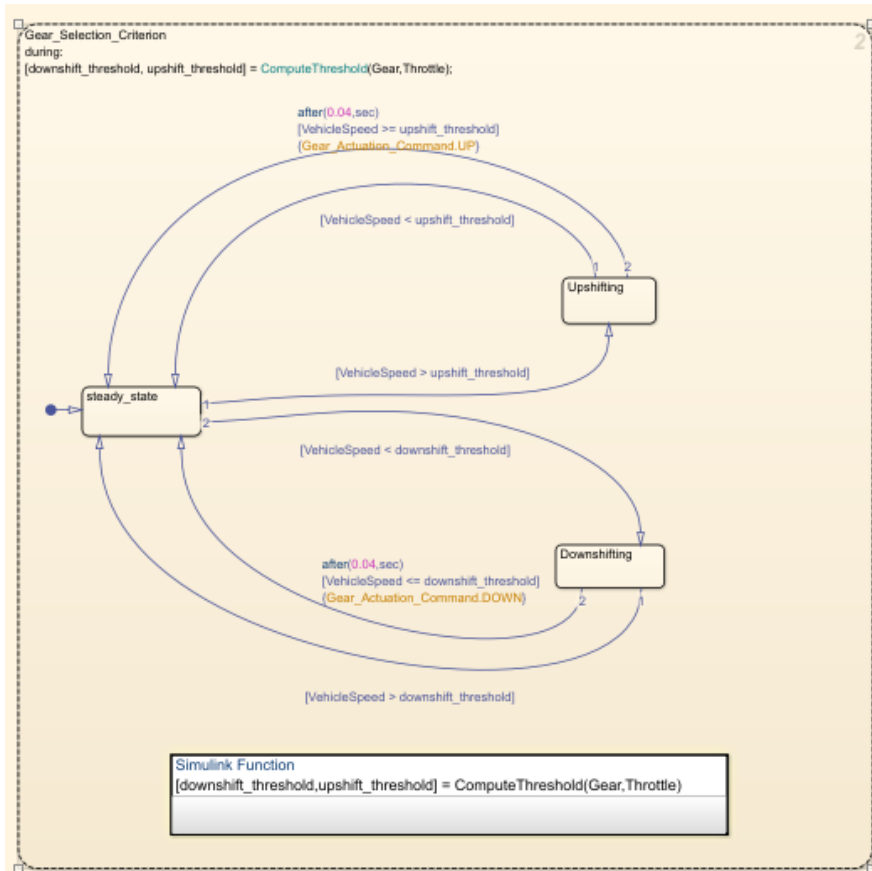 Gear_Selection_Criterion
2
during:
[downshift_threshold, upshift_threshold] = ComputeThreshold(Gear,Throttle);
after(0.04,sec)
[VehicleSpeed >= upshift_threshold]
{Gear_Actuation_Command.UP}
[VehicleSpeed < upshift_threshold]
1
2
Upshifting
[VehicleSpeed > upshift_threshold]
steady_state
1
2
[VehicleSpeed < downshift_threshold]
Downshifting
after(0.04,sec)
[VehicleSpeed <= downshift_threshold]
{Gear_Actuation_Command.DOWN}
2
1
[VehicleSpeed > downshift_threshold]
Simulink Function
[downshift_threshold,upshift_threshold] = ComputeThreshold(Gear,Throttle)